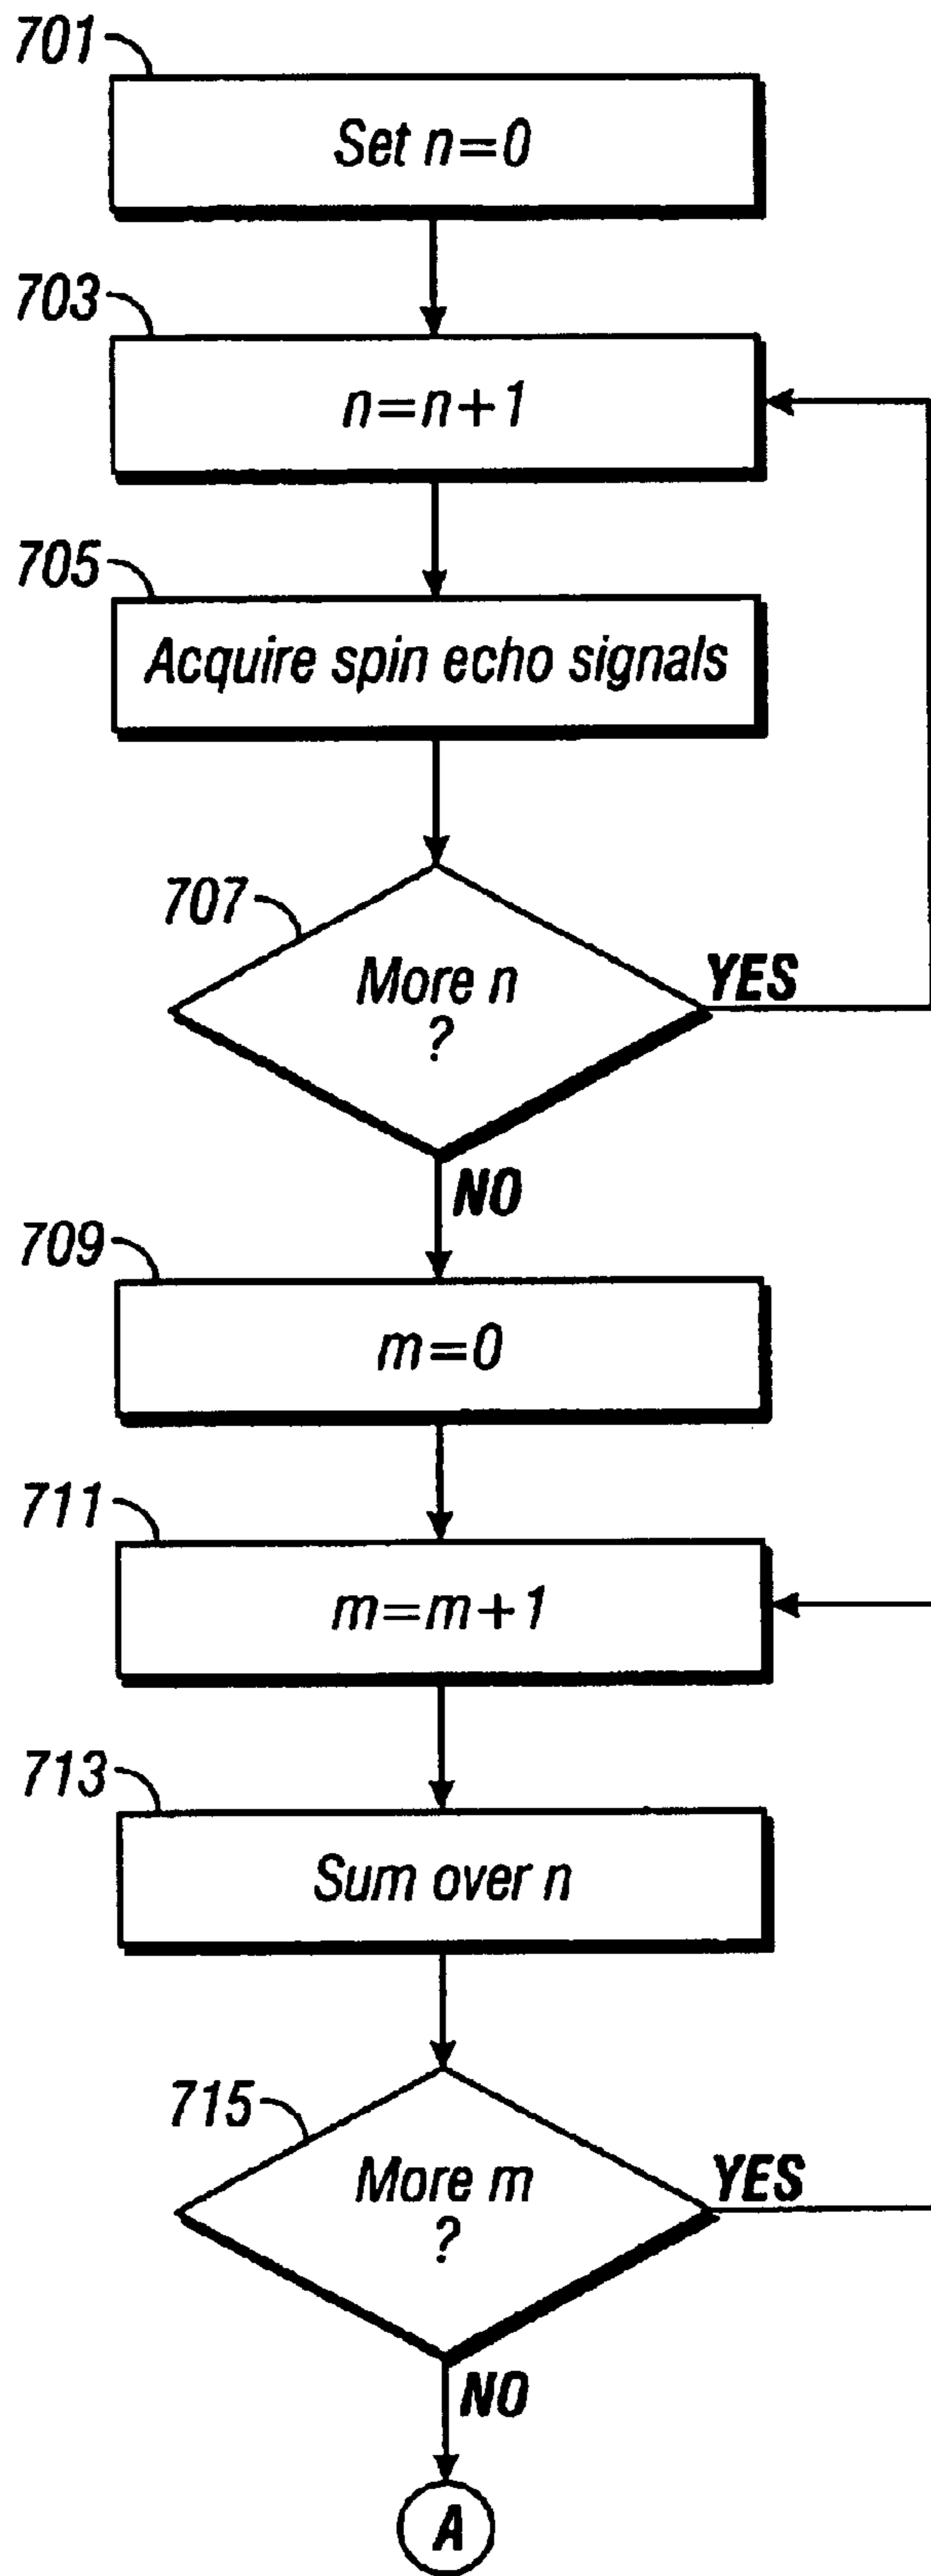 701
Set n=0
703
n=n+1
705
Acquire spin echo signals
707
More n
?
YES
NO
709
m=0
711
m=m+1
713
Sum over n
715
More m
?
YES
NO
A